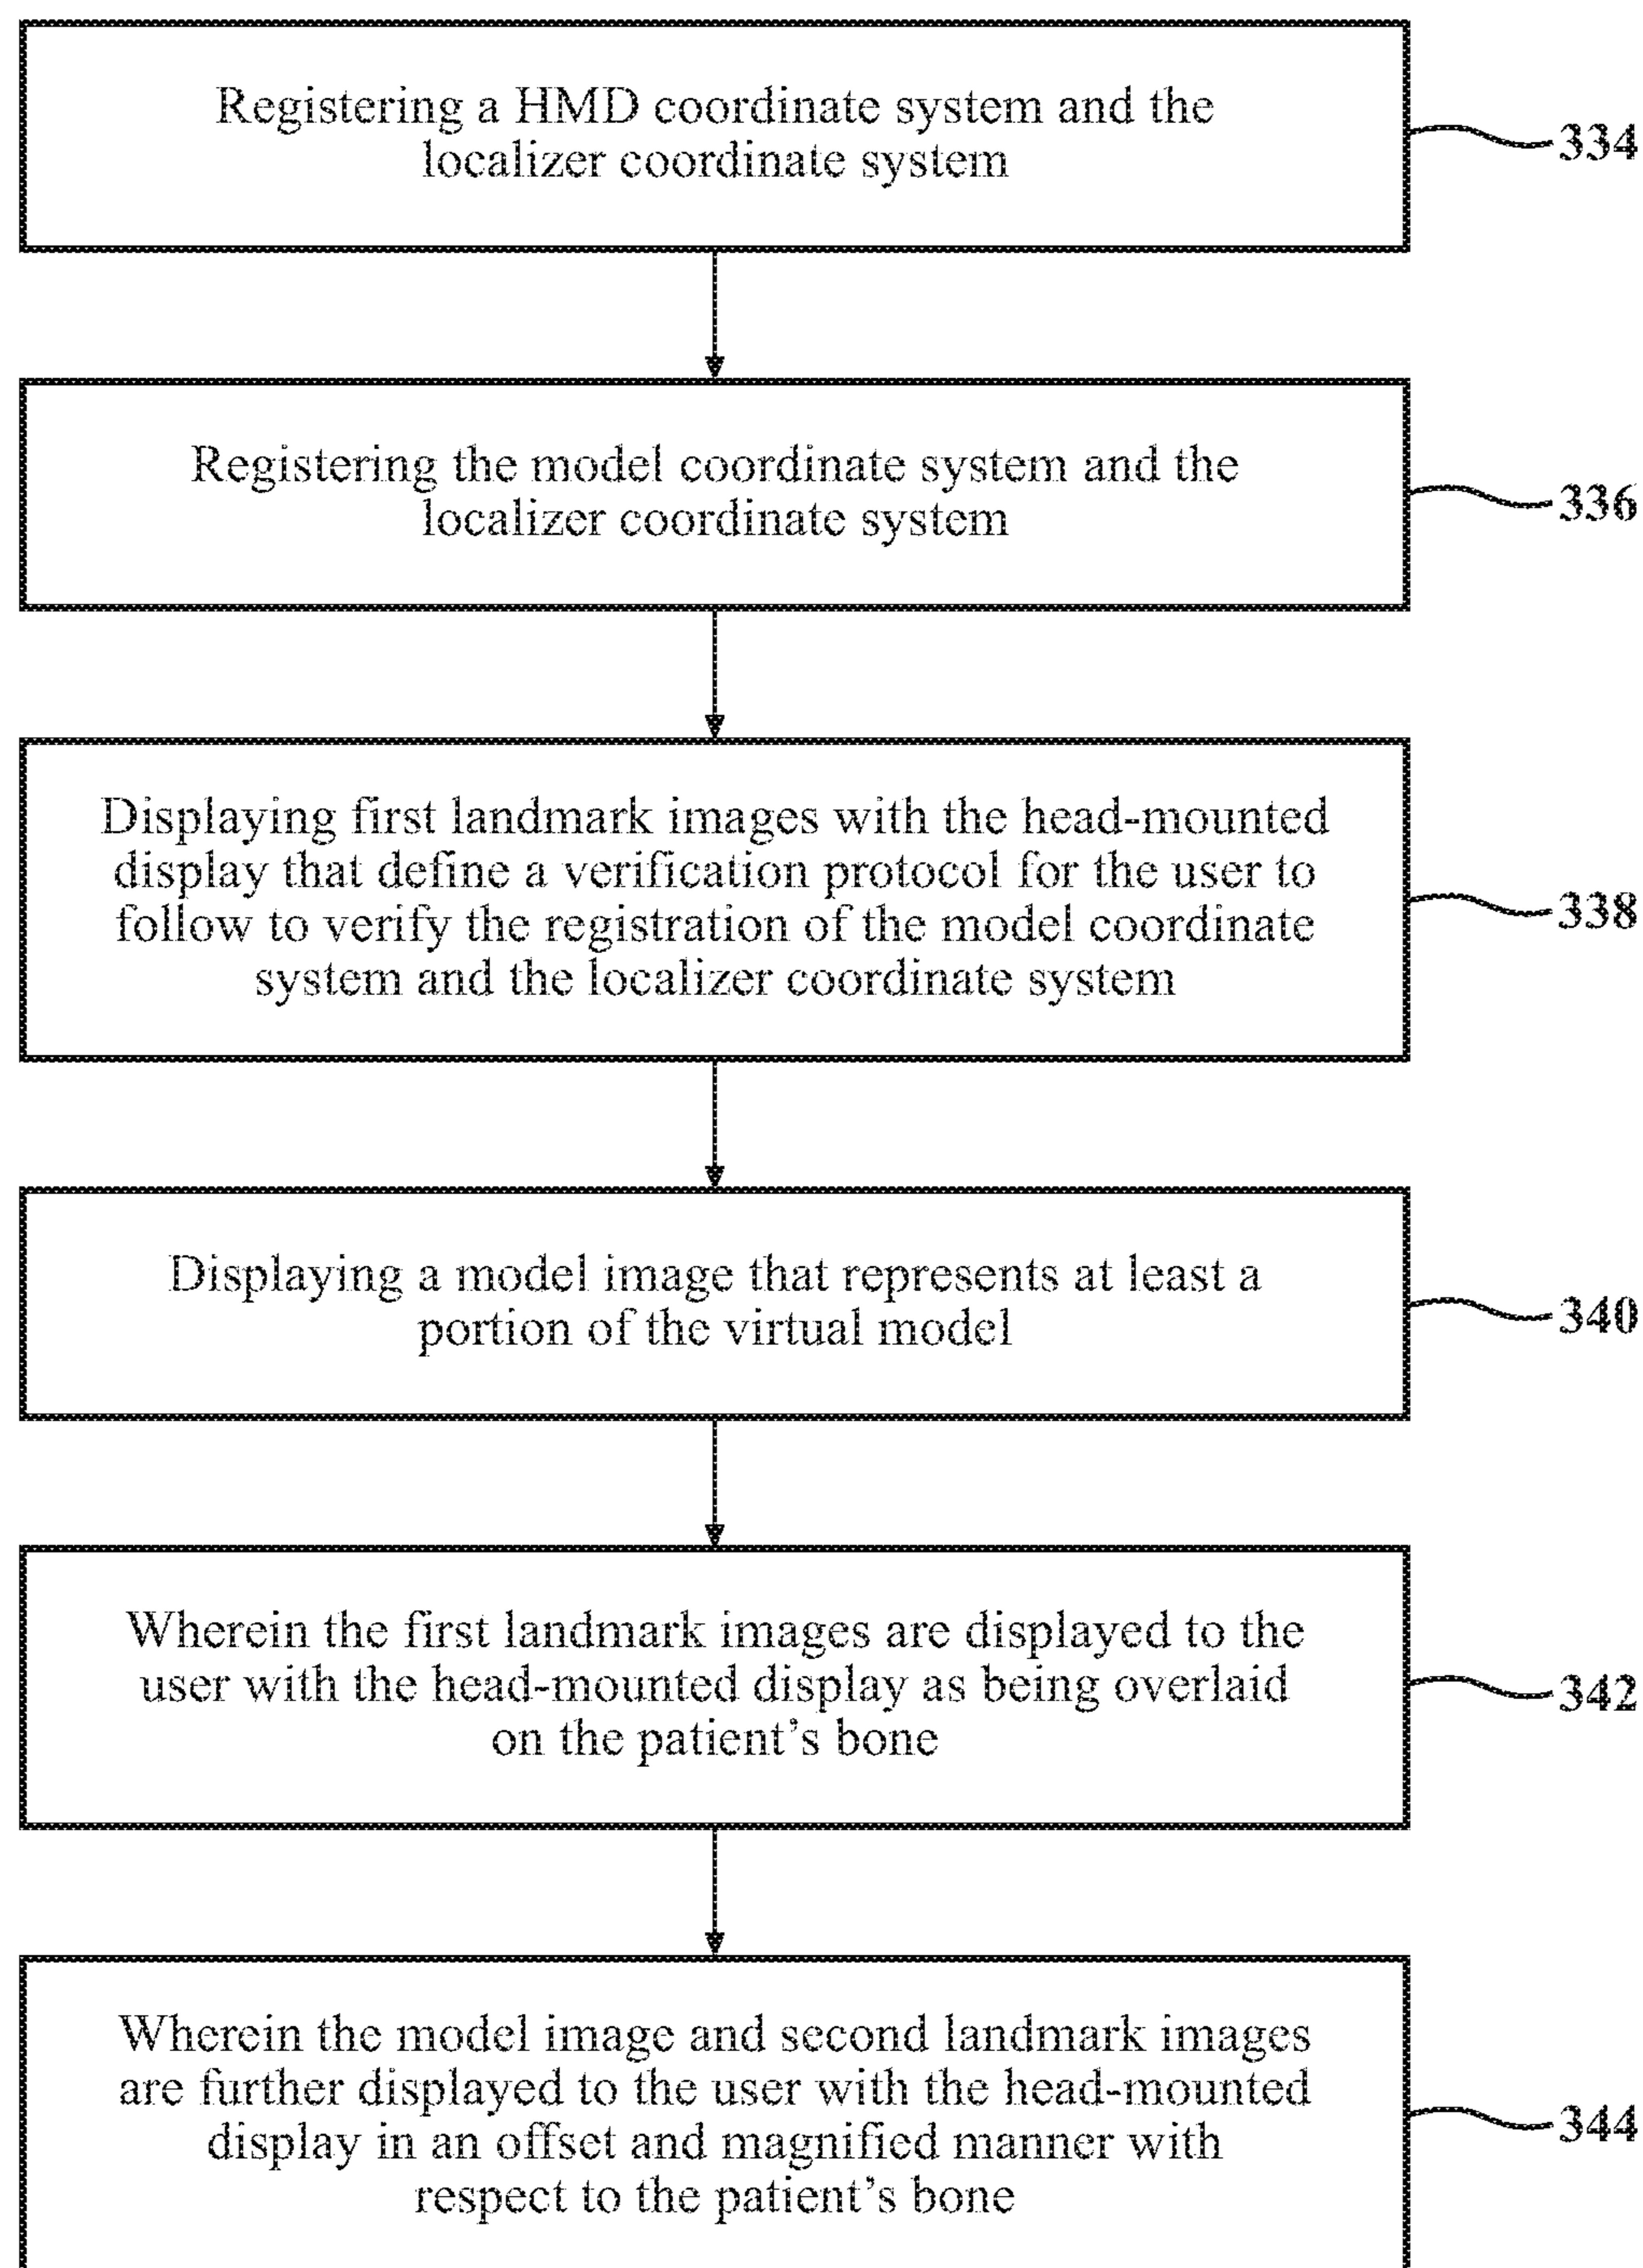 Registering a HMD coordinate system and the
localizer coordinate system
334
Registering the model coordinate system and the
localizer coordinate system
336
Displaying first landmark images with the head-mounted
display that define a verification protocol for the user to
follow to verify the registration of the model coordinate
system and the localizer coordinate system
338
Displaying a model image that represents at least a
portion of the virtual model
340
Wherein the first landmark images are displayed to the
user with the head-mounted display as being overlaid
on the patient's bone
342
Wherein the model image and second landmark images
are further displayed to the user with the head-mounted
display in an offset and magnified manner with
respect to the patient's bone
344